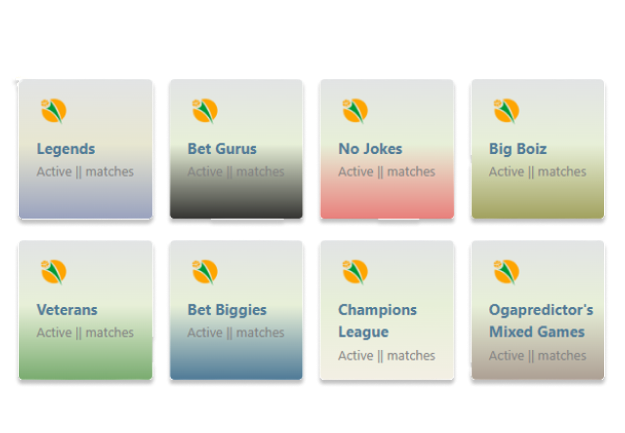 Legends
Active || matches
Bet Gurus
Active || matches
No Jokes
Active || matches
Big Boiz
Active || matches
Veterans
Active || matches
Bet Biggies
Active || matches
Champions
League
Active || matches
Ogapredictor's
Mixed Games
Active || matches